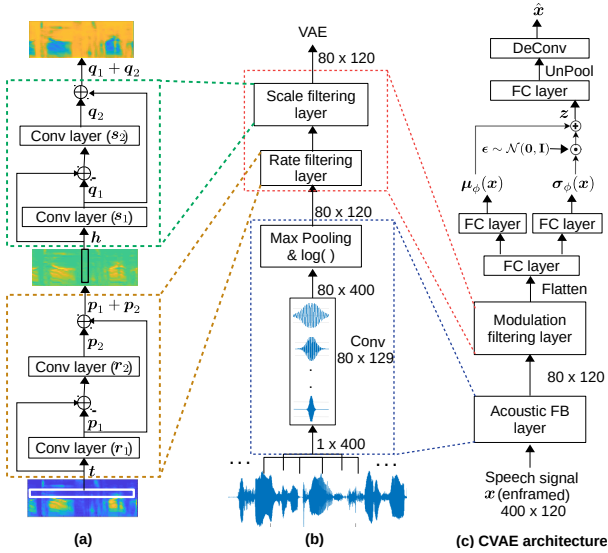 q₁ + q₂
q₂
Conv layer (s₂)
-
q₁
Conv layer (s₁)
h
p₁ + p₂
p₂
Conv layer (r₂)
-
p₁
Conv layer (r₁)
t
(a)
VAE
80 x 120
Scale filtering
layer
Rate filtering
layer
80 x 120
Max Pooling
& log( )
80 x 400
Conv
80 x 129
1 x 400
(b)
x̂
DeConv
UnPool
FC layer
z
ϵ ∼ N(0, I)
μ_ϕ(x)
σ_ϕ(x)
FC layer
FC layer
FC layer
Flatten
Modulation
filtering layer
80 x 120
Acoustic FB
layer
Speech signal
x (enframed)
400 x 120
(c) CVAE architecture